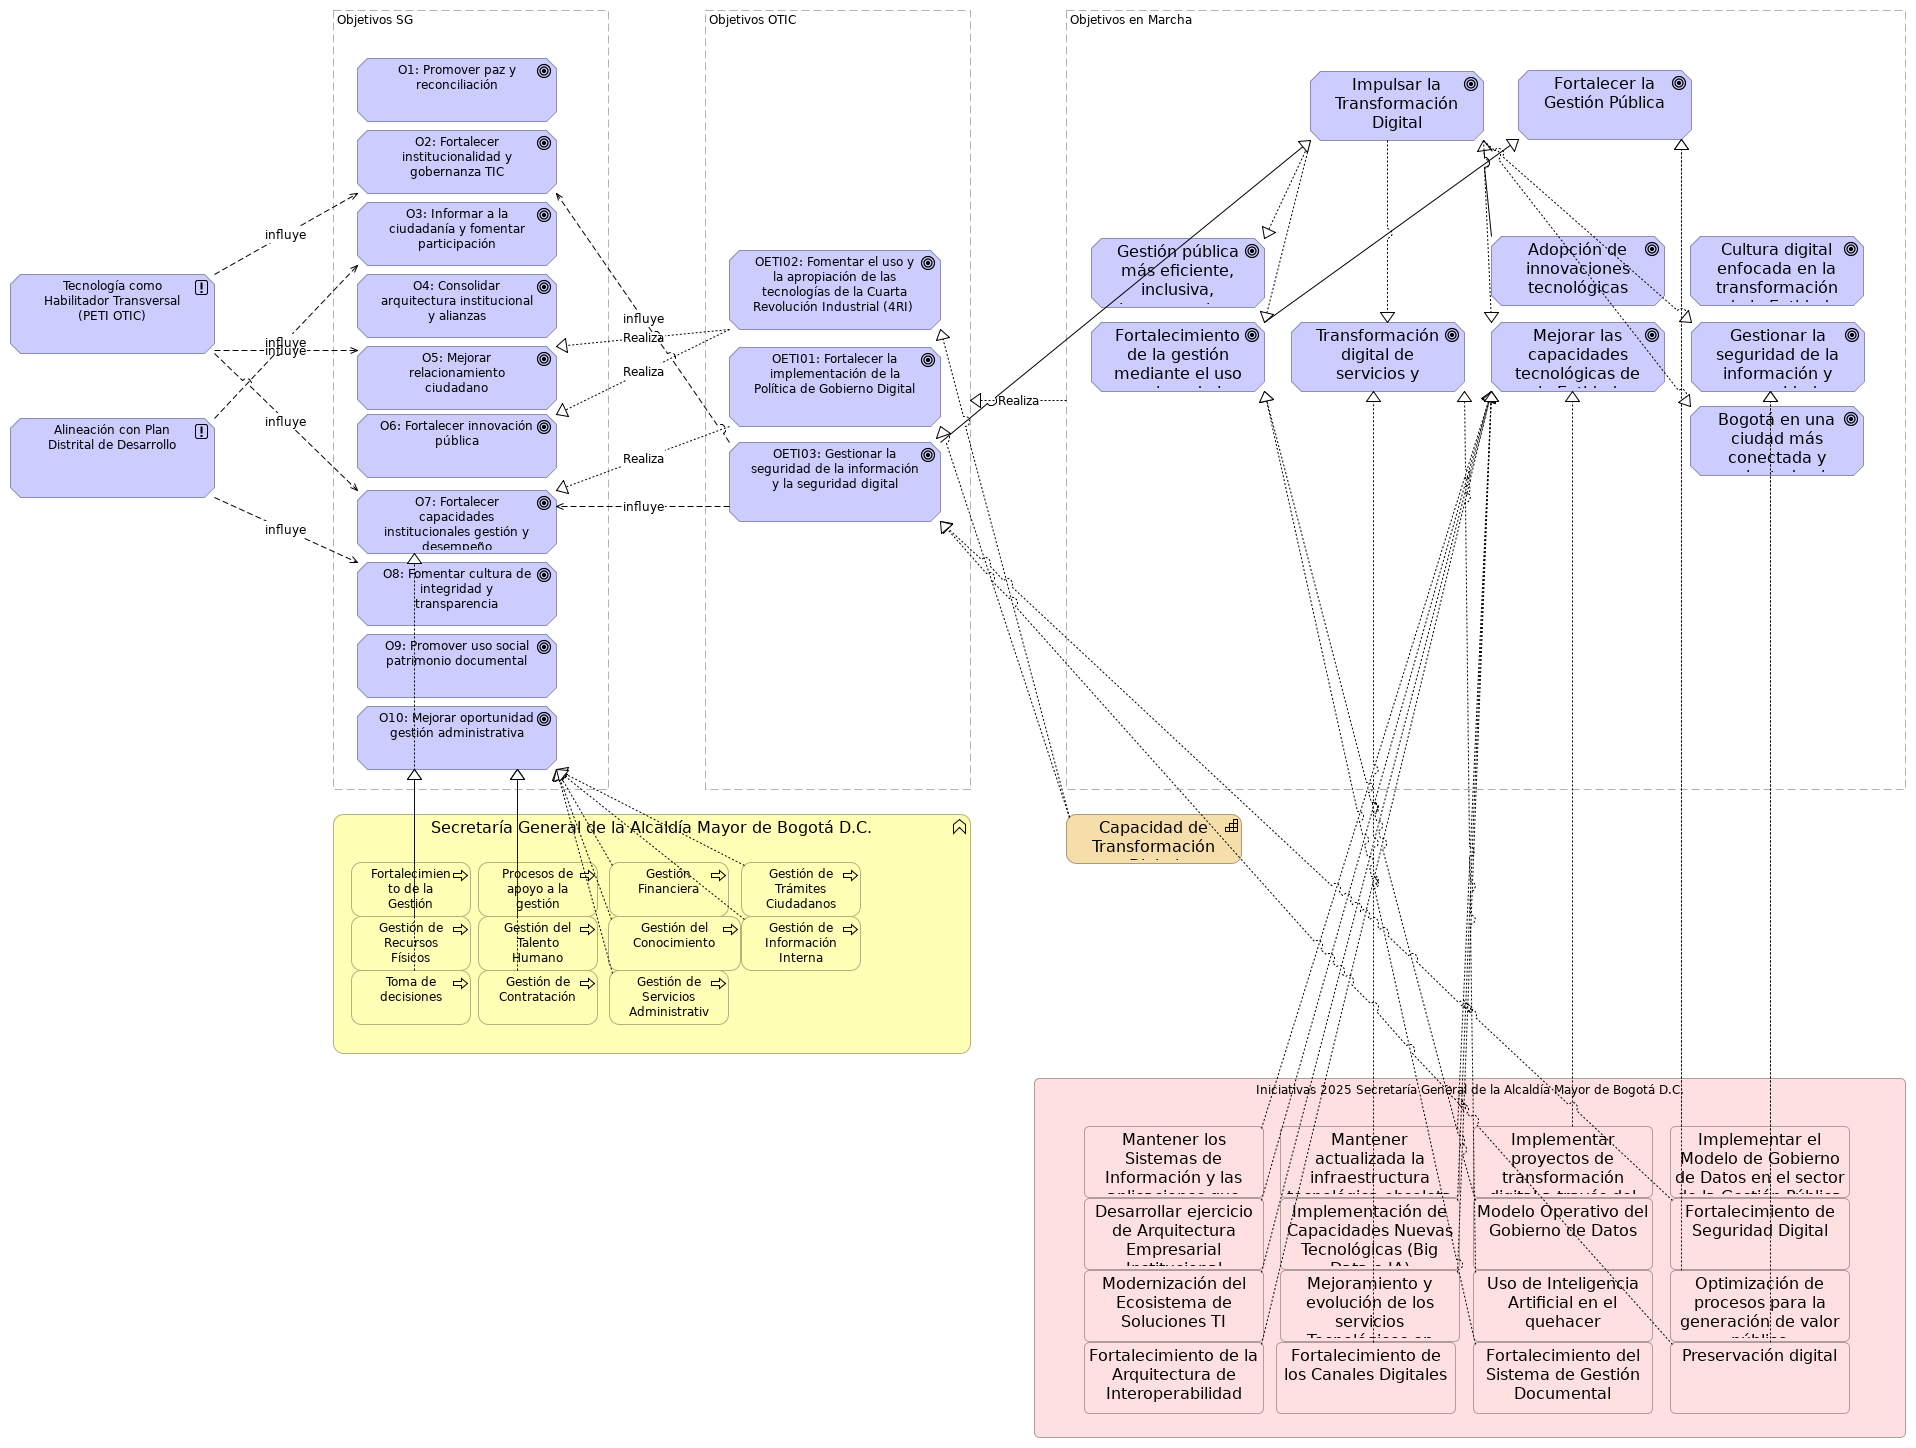 Objetivos SG
O1: Promover paz y
reconciliación
O2: Fortalecer
institucionalidad y
gobernanza TIC
O3: Informar a la
ciudadanía y fomentar
participación
O4: Consolidar
arquitectura institucional
y alianzas
O5: Mejorar
relacionamiento
ciudadano
O6: Fortalecer innovación
pública
O7: Fortalecer
capacidades
institucionales gestión y
desempeño
O8: Fomentar cultura de
integridad y
transparencia
O9: Promover uso social
patrimonio documental
O10: Mejorar oportunidad
gestión administrativa
Tecnología como
Habilitador Transversal
(PETI OTIC)
Alineación con Plan
Distrital de Desarrollo
influye
influye
influye
influye
influye
Objetivos OTIC
OETI02: Fomentar el uso y
la apropiación de las
tecnologías de la Cuarta
Revolución Industrial (4RI)
OETI01: Fortalecer la
implementación de la
Política de Gobierno Digital
OETI03: Gestionar la
seguridad de la información
y la seguridad digital
influye
Realiza
Realiza
Realiza
influye
Realiza
Objetivos en Marcha
Impulsar la
Transformación
Digital
Fortalecer la
Gestión Pública
Gestión pública
más eficiente,
inclusiva,
Adopción de
innovaciones
tecnológicas
Cultura digital
enfocada en la
transformación
Fortalecimiento
de la gestión
mediante el uso
Transformación
digital de
servicios y
Mejorar las
capacidades
tecnológicas de
Gestionar la
seguridad de la
información y
Bogotá en una
ciudad más
conectada y
Secretaría General de la Alcaldía Mayor de Bogotá D.C.
Fortalecimien
to de la
Gestión
Procesos de
apoyo a la
gestión
Gestión
Financiera
Gestión de
Trámites
Ciudadanos
Gestión de
Recursos
Físicos
Gestión del
Talento
Humano
Gestión del
Conocimiento
Gestión de
Información
Interna
Toma de
decisiones
Gestión de
Contratación
Gestión de
Servicios
Administrativ
Capacidad de
Transformación
Iniciativas 2025 Secretaría General de la Alcaldía Mayor de Bogotá D.C.
Mantener los
Sistemas de
Información y las
Mantener
actualizada la
infraestructura
Implementar
proyectos de
transformación
Implementar el
Modelo de Gobierno
de Datos en el sector
Desarrollar ejercicio
de Arquitectura
Empresarial
Implementación de
Capacidades Nuevas
Tecnológicas (Big
Modelo Operativo del
Gobierno de Datos
Fortalecimiento de
Seguridad Digital
Modernización del
Ecosistema de
Soluciones TI
Mejoramiento y
evolución de los
servicios
Uso de Inteligencia
Artificial en el
quehacer
Optimización de
procesos para la
generación de valor
Fortalecimiento de la
Arquitectura de
Interoperabilidad
Fortalecimiento de
los Canales Digitales
Fortalecimiento del
Sistema de Gestión
Documental
Preservación digital